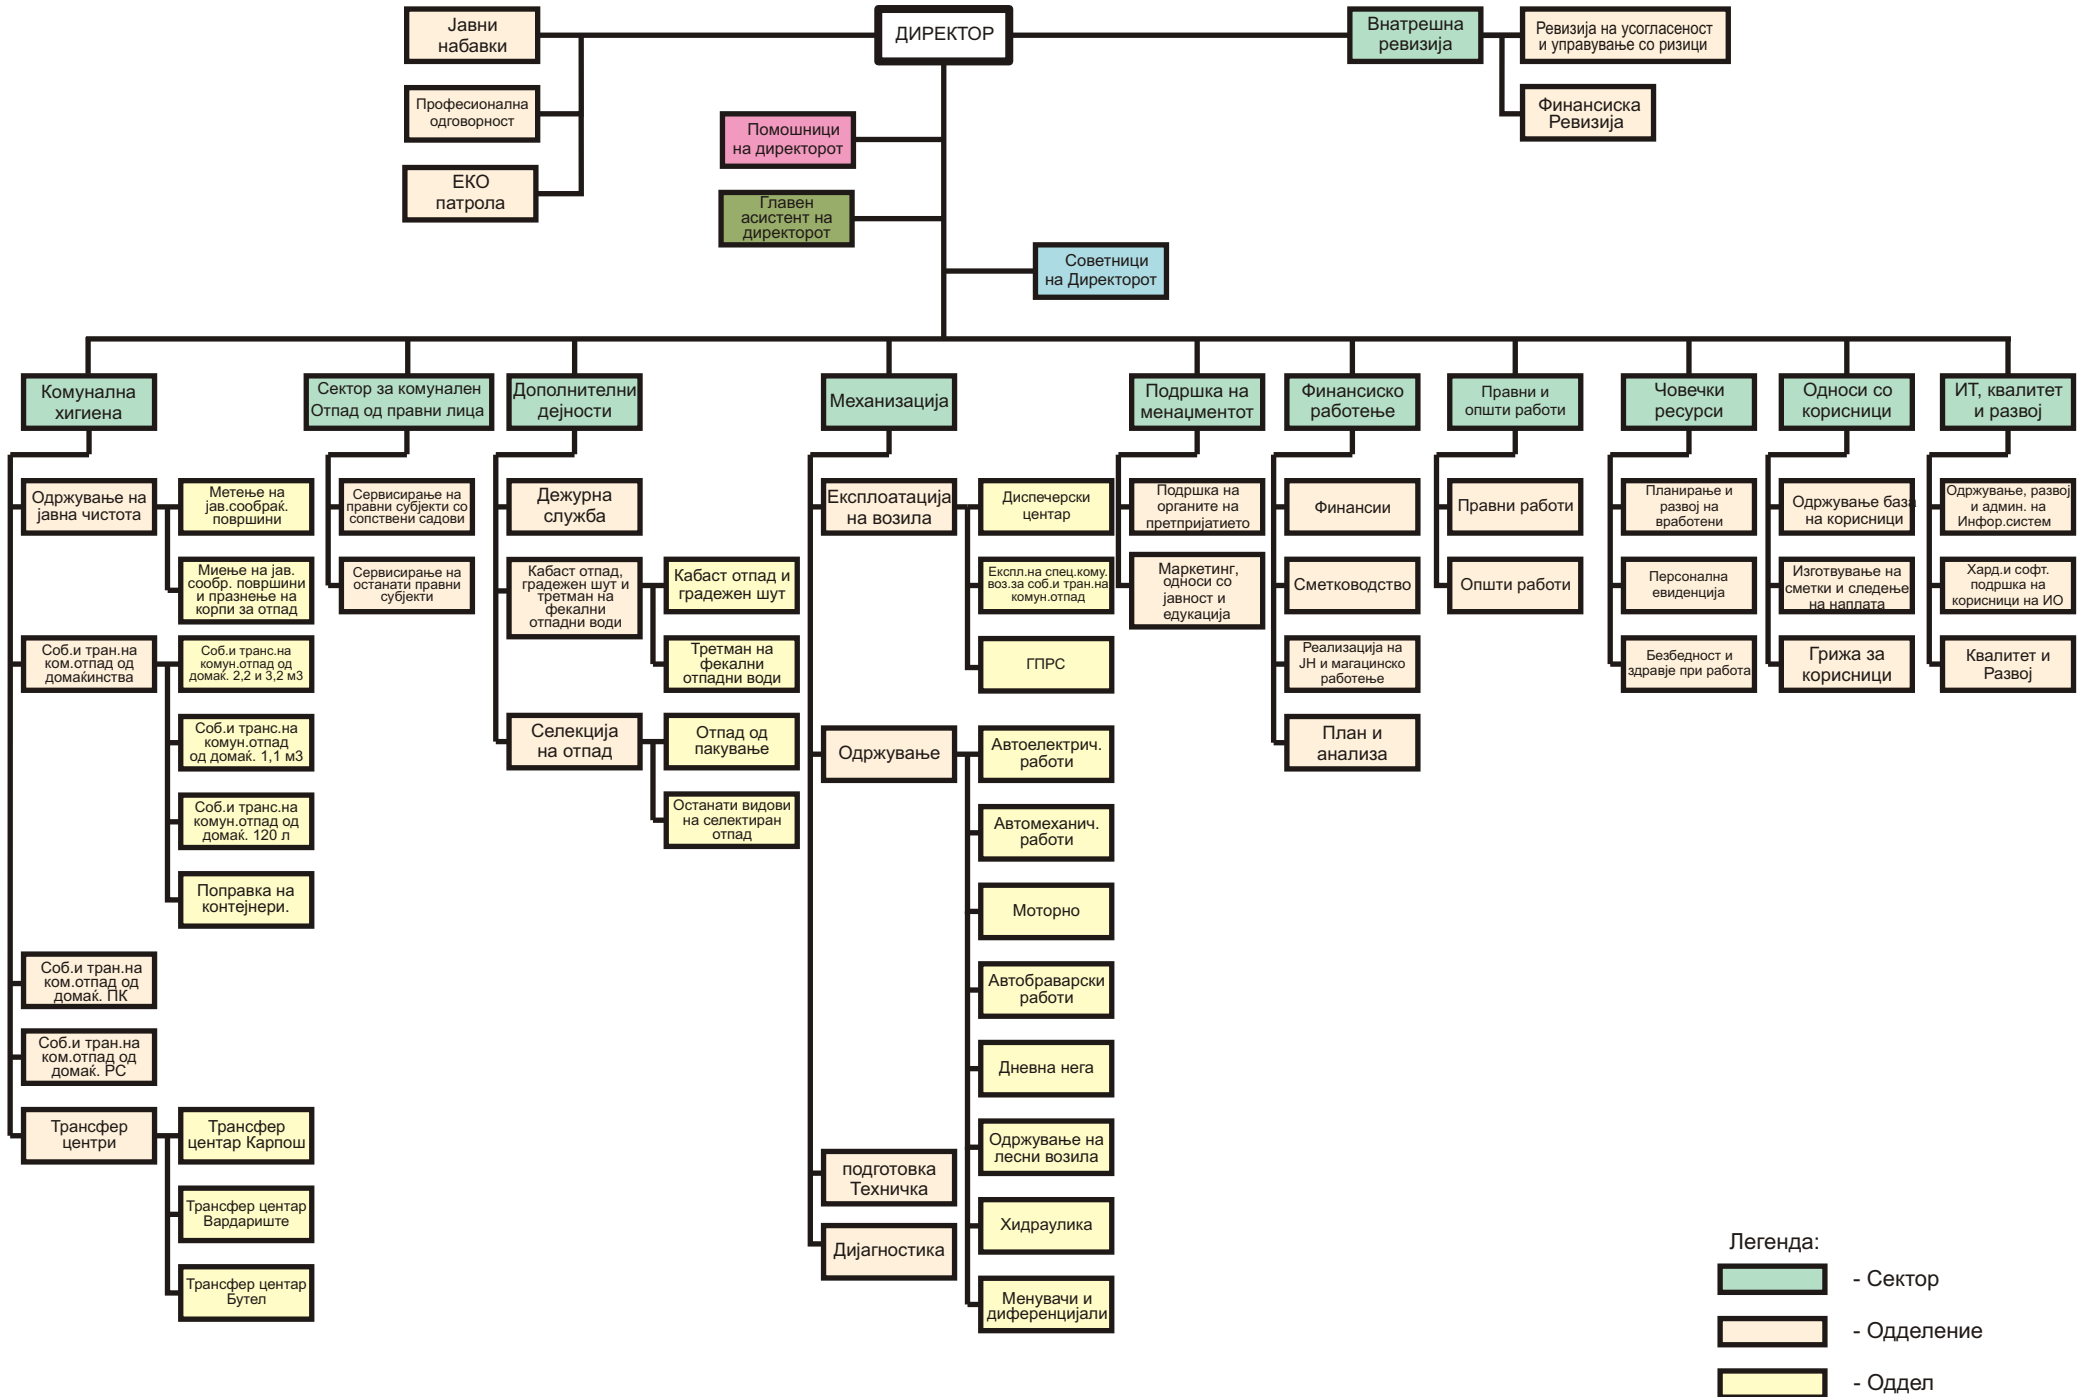 Јавни
набавки
ДИРЕКТОР
Внатрешна
ревизија
Ревизија на усогласеност
и управување со ризици
Професионална
одговорност
Финансиска
Ревизија
Помошници
на директорот
ЕКО
патрола
Главен
асистент на
директорот
Советници
на Директорот
Комунална
хигиена
Сектор за комунален
Отпад од правни лица
Дополнителни
дејности
Механизација
Подршка на
менаџментот
Финансиско
работење
Правни и
општи работи
Човечки
ресурси
Односи со
корисници
ИТ, квалитет
и развој
Одржување на
јавна чистота
Метење на
јав.сообраќ.
површини
Миење на јав.
сообр. површини
и празнење на
корпи за отпад
Соб.и тран.на
ком.отпад од
домаќинства
Соб.и транс.на
комун.отпад од
домаќ. 2,2 и 3,2 м3
Соб.и транс.на
комун.отпад
од домаќ. 1,1 м3
Соб.и транс.на
комун.отпад од
домаќ. 120 л
Поправка на
контејнери.
Соб.и тран.на
ком.отпад од
домаќ. ПК
Соб.и тран.на
ком.отпад од
домаќ. РС
Трансфер
центри
Трансфер
центар Карпош
Трансфер центар
Вардариште
Трансфер центар
Бутел
Сервисирање на
правни субјекти со
сопствени садови
Сервисирање на
останати правни
субјекти
Дежурна
служба
Кабаст отпад,
градежен шут и
третман на
фекални
отпадни води
Кабаст отпад и
градежен шут
Третман на
фекални
отпадни води
Селекција
на отпад
Отпад од
пакување
Останати видови
на селектиран
отпад
Експлоатација
на возила
Диспечерски
центар
Експл.на спец.кому.
воз.за соб.и тран.на
комун.отпад
ГПРС
Одржување
Автоелектрич.
работи
Автомеханич.
работи
Моторно
Автобраварски
работи
Дневна нега
Одржување на
лесни возила
Хидраулика
Менувачи и
диференцијали
подготовка
Техничка
Дијагностика
Подршка на
органите на
претпријатието
Маркетинг,
односи со
јавност и
едукација
Финансии
Сметководство
Реализација на
ЈН и магацинско
работење
План и
анализа
Правни работи
Општи работи
Планирање и
развој на
вработени
Персонална
евиденција
Безбедност и
здравје при работа
Одржување база
на корисници
Изготвување на
сметки и следење
на наплата
Грижа за
корисници
Одржување, развој
и админ. на
Инфор.систем
Хард.и софт.
подршка на
корисници на ИО
Квалитет и
Развој
Легенда:
- Сектор
- Одделение
- Оддел